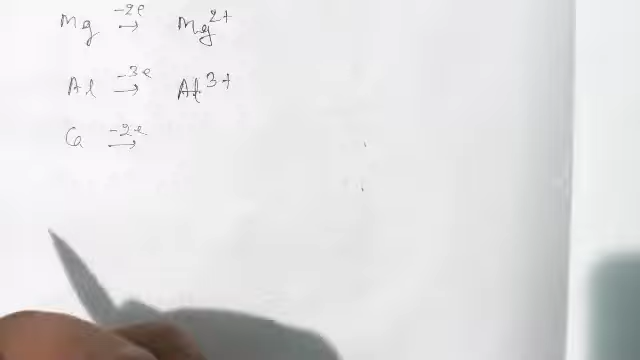 Mg -2e → Mg²⁺
Al -3e → Al³⁺
Ca -2e →